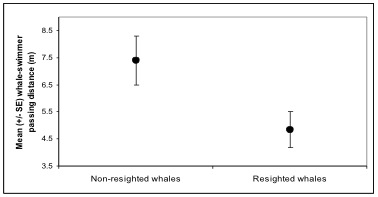 Mean (+/- SE) whale-swimmer
passing distance (m)
8.5
7.5
6.5
5.5
4.5
3.5
Non-resighted whales
Resighted whales